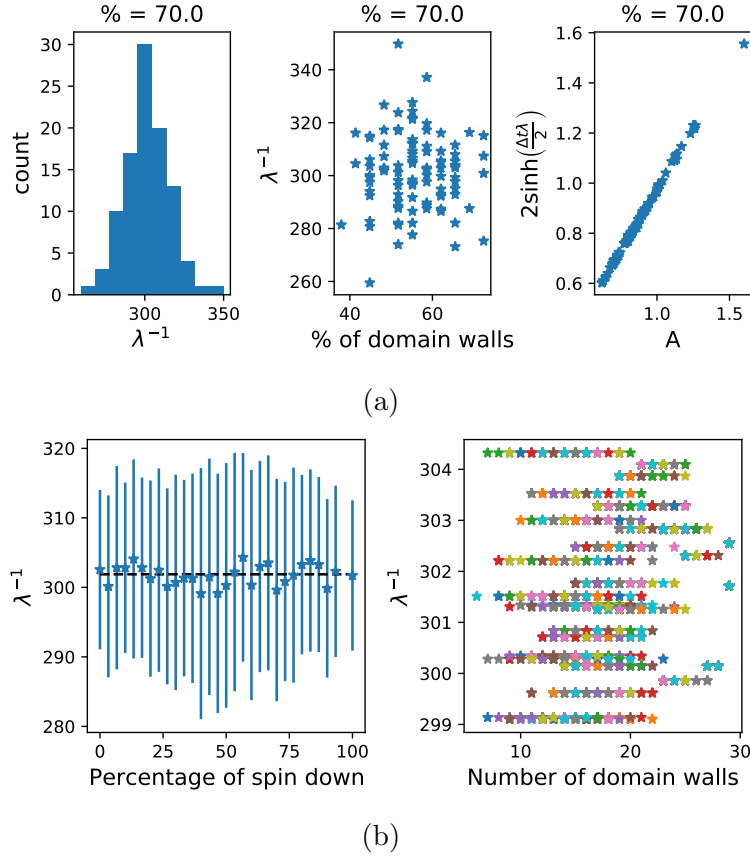 % = 70.0
% = 70.0
% = 70.0
count
30
25
20
15
10
5
0
300
350
λ⁻¹
λ⁻¹
340
320
300
280
260
40
60
% of domain walls
2sinh(Δtλ/2)
1.6
1.4
1.2
1.0
0.8
0.6
1.0
1.5
A
(a)
λ⁻¹
320
310
300
290
280
0
25
50
75
100
Percentage of spin down
λ⁻¹
304
303
302
301
300
299
10
20
30
Number of domain walls
(b)